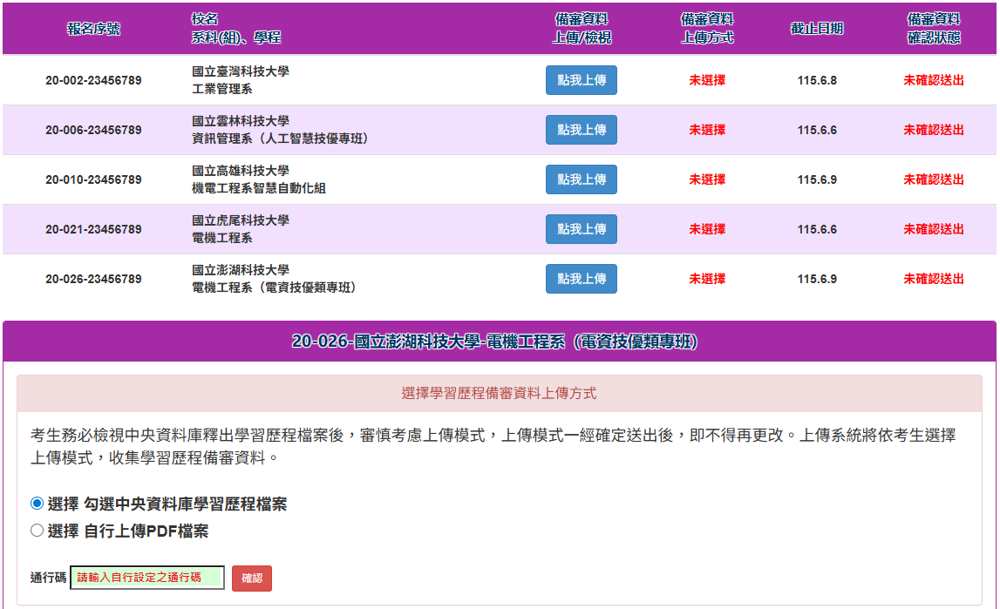 報名序號
校名
系科(組)、學程
備審資料
上傳/檢視
備審資料
上傳方式
截止日期
備審資料
確認狀態
20-002-23456789
國立臺灣科技大學
工業管理系
點我上傳
未選擇
115.6.8
未確認送出
20-006-23456789
國立雲林科技大學
資訊管理系（人工智慧技優專班）
點我上傳
未選擇
115.6.6
未確認送出
20-010-23456789
國立高雄科技大學
機電工程系智慧自動化組
點我上傳
未選擇
115.6.9
未確認送出
20-021-23456789
國立虎尾科技大學
電機工程系
點我上傳
未選擇
115.6.6
未確認送出
20-026-23456789
國立澎湖科技大學
電機工程系（電資技優類專班）
點我上傳
未選擇
115.6.9
未確認送出
20-026-國立澎湖科技大學-電機工程系（電資技優類專班）
選擇學習歷程備審資料上傳方式
考生務必檢視中央資料庫釋出學習歷程檔案後，審慎考慮上傳模式，上傳模式一經確定送出後，即不得再更改。上傳系統將依考生選擇
上傳模式，收集學習歷程備審資料。
選擇 勾選中央資料庫學習歷程檔案
選擇 自行上傳PDF檔案
通行碼 請輸入自行設定之通行碼 確認